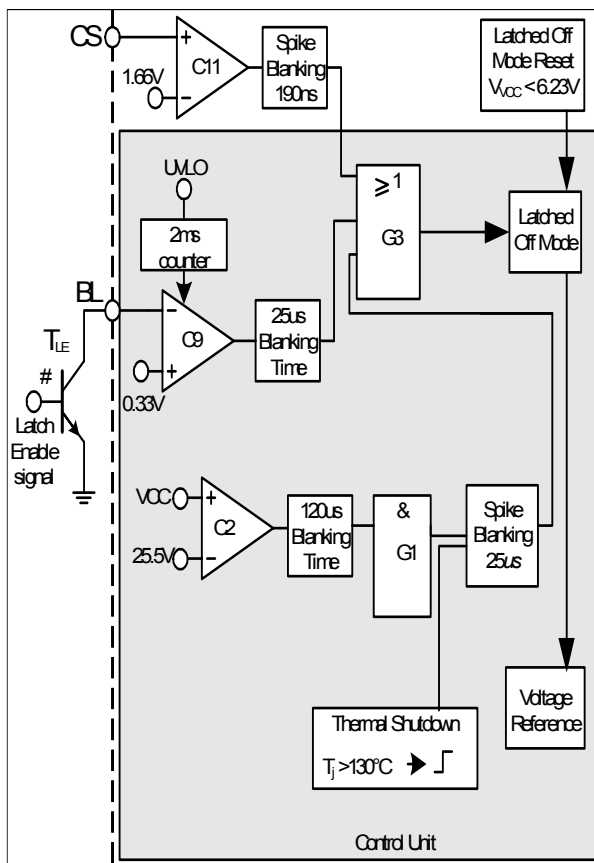 CS
+
C11
1.66V
-
Spike
Blanking
190ns
Latched Off
Mode Reset
V_VCC < 6.23V
UVLO
2ms
counter
≥1
G3
Latched
Off Mode
BL
-
C9
+
0.33V
25us
Blanking
Time
T_LE
#
Latch
Enable
signal
VCC
+
C2
25.5V
-
120us
Blanking
Time
&
G1
Spike
Blanking
25us
Thermal Shutdown
T_j >130°C
Voltage
Reference
Control Unit